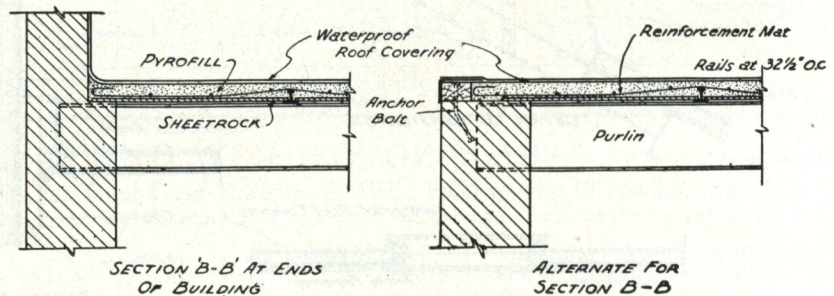 Waterproof
Roof Covering
PYROFILL
Reinforcement Mat
Rails at 32½" O.C
SHEETROCK
Anchor
Bolt
Purlin
SECTION 'B-B' AT ENDS
OF BUILDING
ALTERNATE FOR
SECTION B-B